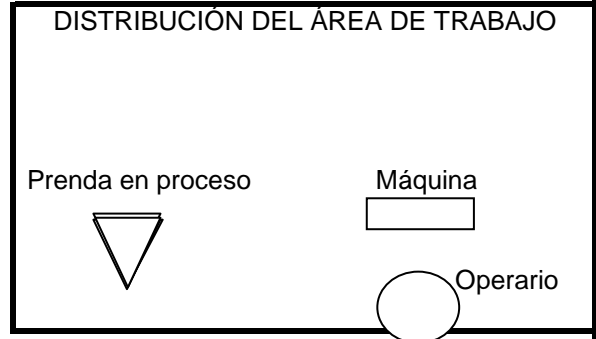 DISTRIBUCIÓN DEL ÁREA DE TRABAJO
Prenda en proceso
Máquina
Operario